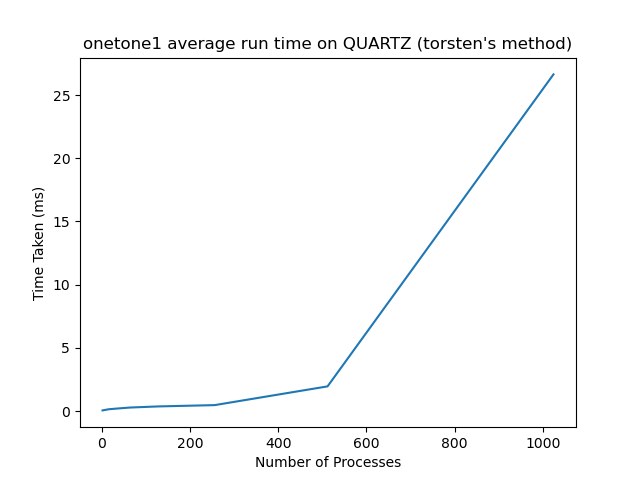 onetone1 average run time on QUARTZ (torsten's method)
25
20
15
10
5
0
Time Taken (ms)
0 200 400 600 800 1000
Number of Processes